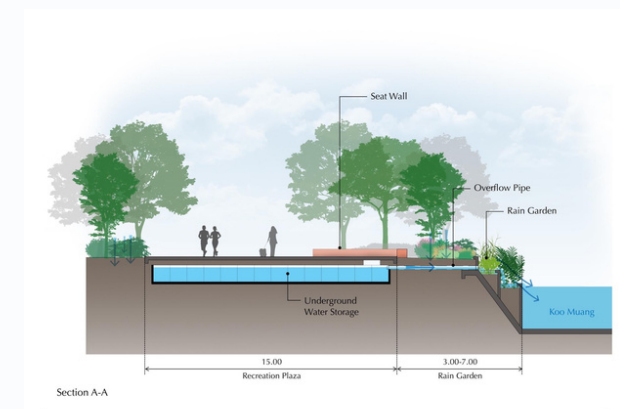 Seat Wall
Overflow Pipe
Rain Garden
Underground
Water Storage
Koo Muang
15.00
3.00-7.00
Recreation Plaza
Rain Garden
Section A-A